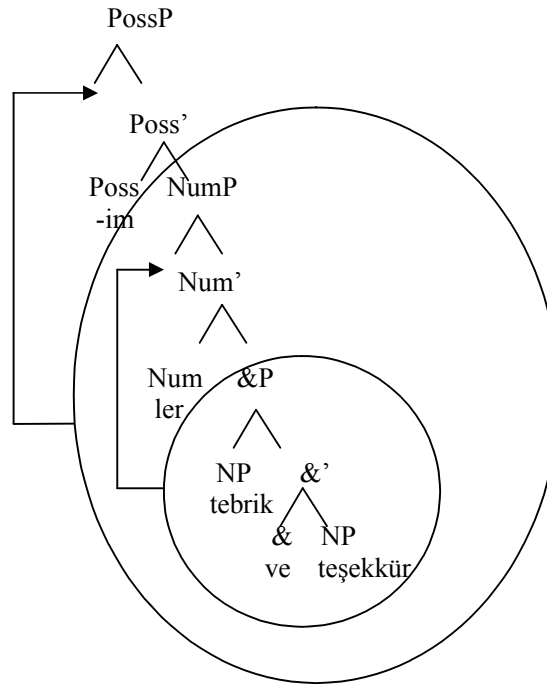 PossP
Poss’
Poss NumP
-im
Num’
Num &P
ler
NP &’
tebrik
& NP
ve teşekkür